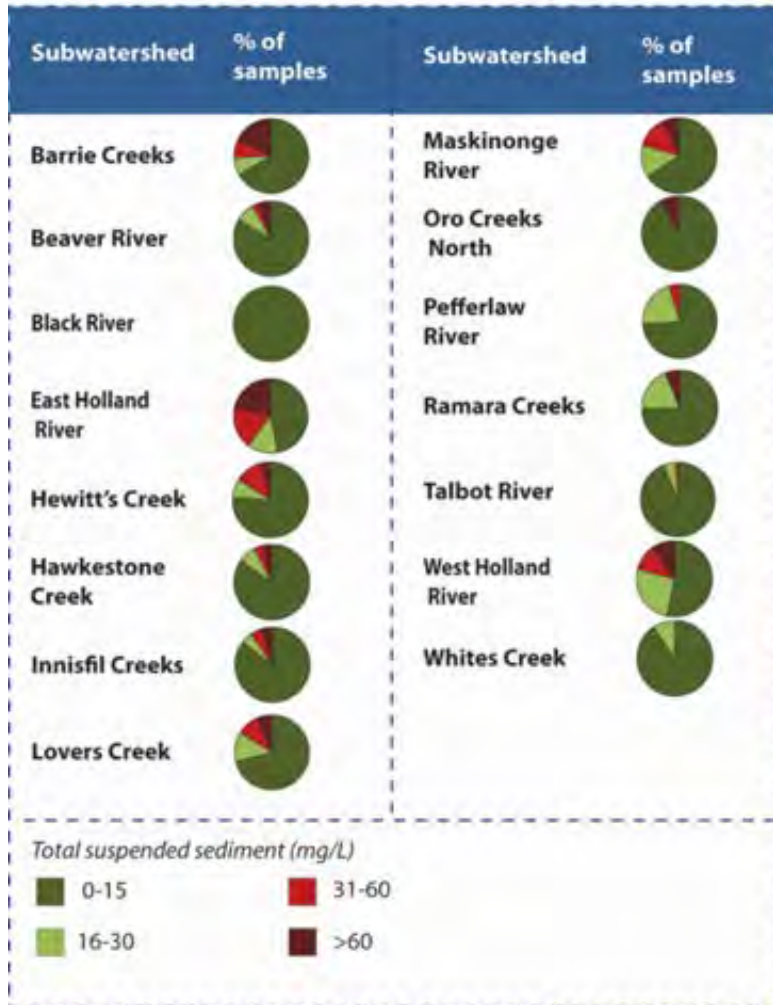 Subwatershed
% of
samples
Barrie Creeks
Beaver River
Black River
East Holland
River
Hewitt's Creek
Hawkestone
Creek
Innisfil Creeks
Lovers Creek
Subwatershed
% of
samples
Maskinonge
River
Oro Creeks
North
Pefferlaw
River
Ramara Creeks
Talbot River
West Holland
River
Whites Creek
Total suspended sediment (mg/L)
0-15
31-60
16-30
>60